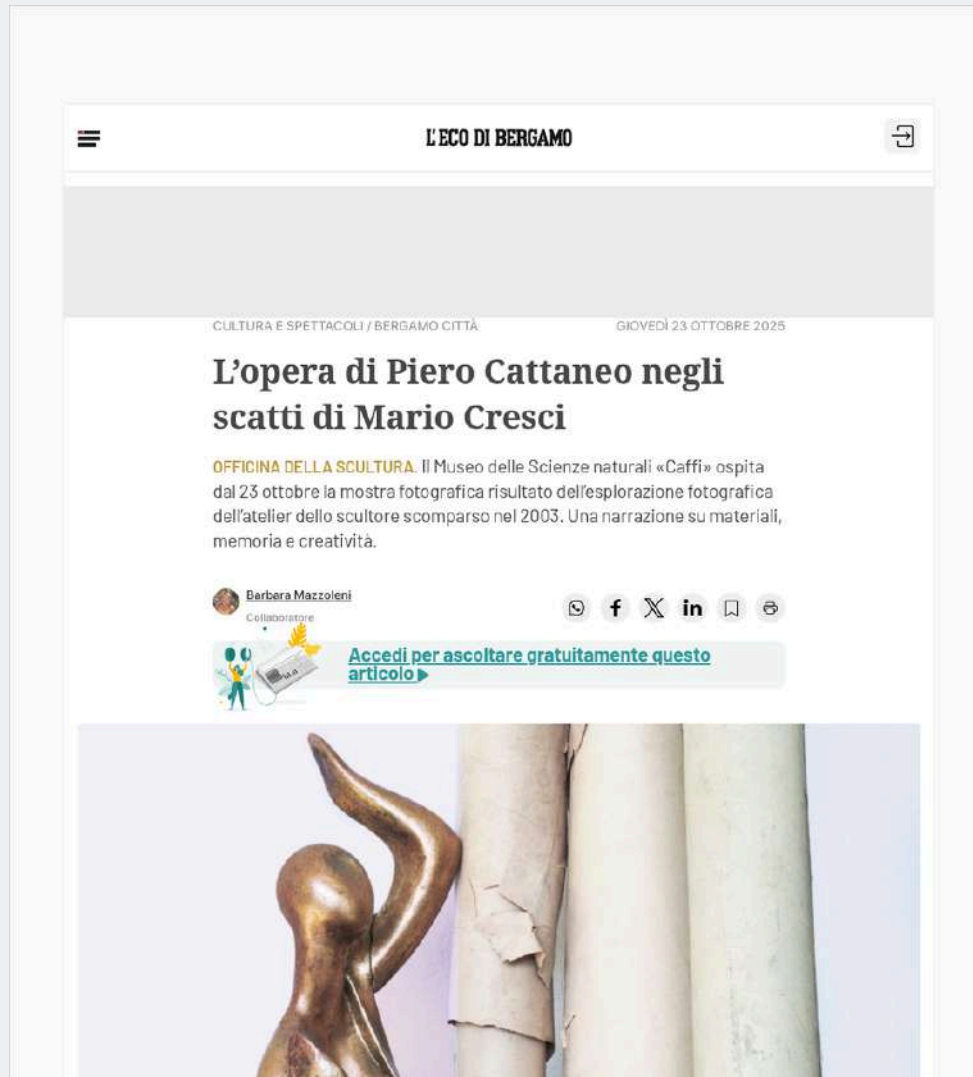 L'ECO DI BERGAMO
CULTURA E SPETTACOLI / BERGAMO CITTÀ
GIOVEDÌ 23 OTTOBRE 2025
L’opera di Piero Cattaneo negli
scatti di Mario Cresci
OFFICINA DELLA SCULTURA. Il Museo delle Scienze naturali «Caffi» ospita
dal 23 ottobre la mostra fotografica risultato dell’esplorazione fotografica
dell’atelier dello scultore scomparso nel 2003. Una narrazione su materiali,
memoria e creatività.
Barbara Mazzoleni
Collaboratore
Accedi per ascoltare gratuitamente questo
articolo